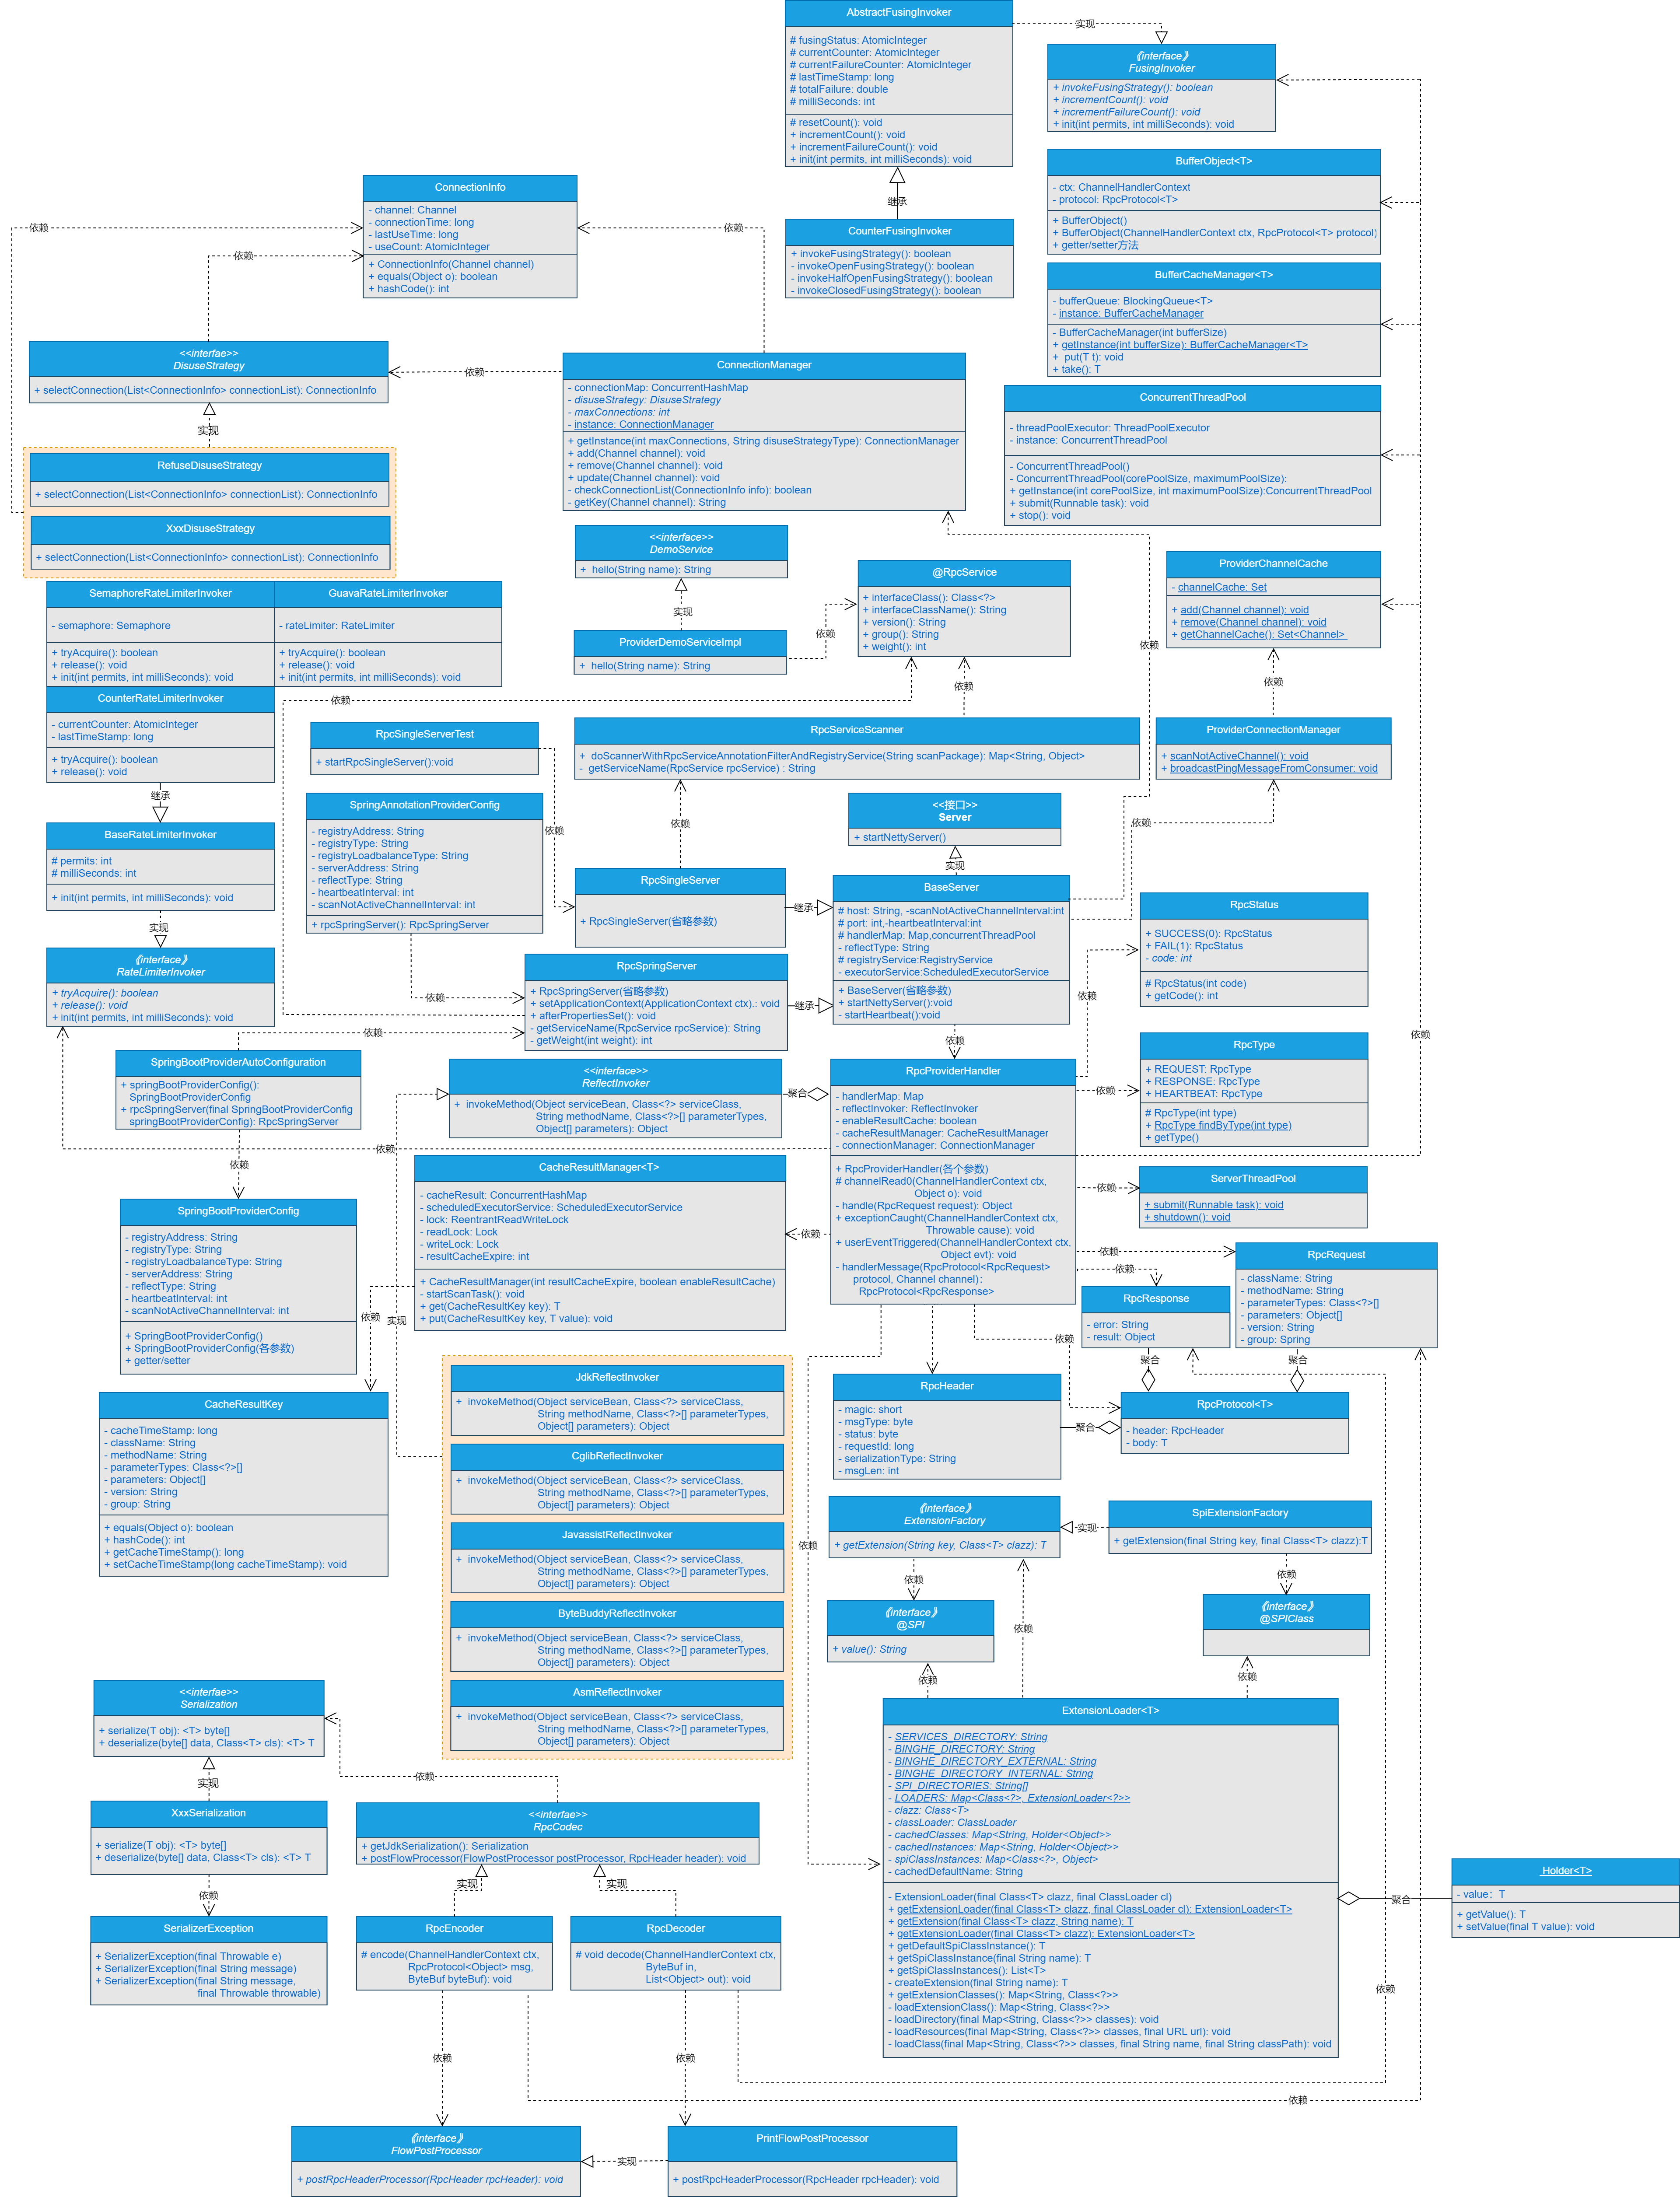 AbstractFusingInvoker
# fusingStatus: AtomicInteger
# currentCounter: AtomicInteger
# currentFailureCounter: AtomicInteger
# lastTimeStamp: long
# totalFailure: double
# milliSeconds: int
# resetCount(): void
+ incrementCount(): void
+ incrementFailureCount(): void
+ init(int permits, int milliSeconds): void
实现
《interface》
FusingInvoker
+ invokeFusingStrategy(): boolean
+ incrementCount(): void
+ incrementFailureCount(): void
+ init(int permits, int milliSeconds): void
继承
CounterFusingInvoker
+ invokeFusingStrategy(): boolean
- invokeOpenFusingStrategy(): boolean
- invokeHalfOpenFusingStrategy(): boolean
- invokeClosedFusingStrategy(): boolean
BufferObject<T>
- ctx: ChannelHandlerContext
- protocol: RpcProtocol<T>
+ BufferObject()
+ BufferObject(ChannelHandlerContext ctx, RpcProtocol<T> protocol)
+ getter/setter方法
BufferCacheManager<T>
- bufferQueue: BlockingQueue<T>
- instance: BufferCacheManager
- BufferCacheManager(int bufferSize)
+ getInstance(int bufferSize): BufferCacheManager<T>
+ put(T t): void
+ take(): T
ConnectionInfo
- channel: Channel
- connectionTime: long
- lastUseTime: long
- useCount: AtomicInteger
+ ConnectionInfo(Channel channel)
+ equals(Object o): boolean
+ hashCode(): int
依赖
依赖
依赖
<<interfae>>
DisuseStrategy
+ selectConnection(List<ConnectionInfo> connectionList): ConnectionInfo
依赖
实现
RefuseDisuseStrategy
+ selectConnection(List<ConnectionInfo> connectionList): ConnectionInfo
XxxDisuseStrategy
+ selectConnection(List<ConnectionInfo> connectionList): ConnectionInfo
ConnectionManager
- connectionMap: ConcurrentHashMap
- disuseStrategy: DisuseStrategy
- maxConnections: int
- instance: ConnectionManager
+ getInstance(int maxConnections, String disuseStrategyType): ConnectionManager
+ add(Channel channel): void
+ remove(Channel channel): void
+ update(Channel channel): void
- checkConnectionList(ConnectionInfo info): boolean
- getKey(Channel channel): String
ConcurrentThreadPool
- threadPoolExecutor: ThreadPoolExecutor
- instance: ConcurrentThreadPool
- ConcurrentThreadPool()
- ConcurrentThreadPool(corePoolSize, maximumPoolSize):
+ getInstance(int corePoolSize, int maximumPoolSize):ConcurrentThreadPool
+ submit(Runnable task): void
+ stop(): void
<<interface>>
DemoService
+ hello(String name): String
实现
ProviderDemoServiceImpl
+ hello(String name): String
依赖
@RpcService
+ interfaceClass(): Class<?>
+ interfaceClassName(): String
+ version(): String
+ group(): String
+ weight(): int
依赖
ProviderChannelCache
- channelCache: Set
+ add(Channel channel): void
+ remove(Channel channel): void
+ getChannelCache(): Set<Channel>
依赖
SemaphoreRateLimiterInvoker
- semaphore: Semaphore
+ tryAcquire(): boolean
+ release(): void
+ init(int permits, int milliSeconds): void
GuavaRateLimiterInvoker
- rateLimiter: RateLimiter
+ tryAcquire(): boolean
+ release(): void
+ init(int permits, int milliSeconds): void
CounterRateLimiterInvoker
- currentCounter: AtomicInteger
- lastTimeStamp: long
+ tryAcquire(): boolean
+ release(): void
继承
BaseRateLimiterInvoker
# permits: int
# milliSeconds: int
+ init(int permits, int milliSeconds): void
实现
《interface》
RateLimiterInvoker
+ tryAcquire(): boolean
+ release(): void
+ init(int permits, int milliSeconds): void
依赖
依赖
RpcSingleServerTest
+ startRpcSingleServer():void
RpcServiceScanner
+ doScannerWithRpcServiceAnnotationFilterAndRegistryService(String scanPackage): Map<String, Object>
- getServiceName(RpcService rpcService) : String
ProviderConnectionManager
+ scanNotActiveChannel(): void
+ broadcastPingMessageFromConsumer: void
SpringAnnotationProviderConfig
- registryAddress: String
- registryType: String
- registryLoadbalanceType: String
- serverAddress: String
- reflectType: String
- heartbeatInterval: int
- scanNotActiveChannelInterval: int
+ rpcSpringServer(): RpcSpringServer
依赖
依赖
依赖
<<接口>>
Server
+ startNettyServer()
实现
RpcSingleServer
+ RpcSingleServer(省略参数)
继承
BaseServer
# host: String, -scanNotActiveChannelInterval:int
# port: int,-heartbeatInterval:int
# handlerMap: Map,concurrentThreadPool
- reflectType: String
# registryService:RegistryService
- executorService:ScheduledExecutorService
+ BaseServer(省略参数)
+ startNettyServer():void
- startHeartbeat():void
RpcStatus
+ SUCCESS(0): RpcStatus
+ FAIL(1): RpcStatus
- code: int
# RpcStatus(int code)
+ getCode(): int
依赖
RpcSpringServer
+ RpcSpringServer(省略参数)
+ setApplicationContext(ApplicationContext ctx).: void
+ afterPropertiesSet(): void
- getServiceName(RpcService rpcService): String
- getWeight(int weight): int
继承
依赖
依赖
依赖
依赖
SpringBootProviderAutoConfiguration
+ springBootProviderConfig():
SpringBootProviderConfig
+ rpcSpringServer(final SpringBootProviderConfig
springBootProviderConfig): RpcSpringServer
依赖
<<interface>>
ReflectInvoker
+ invokeMethod(Object serviceBean, Class<?> serviceClass,
String methodName, Class<?>[] parameterTypes,
Object[] parameters): Object
聚合
RpcProviderHandler
- handlerMap: Map
- reflectInvoker: ReflectInvoker
- enableResultCache: boolean
- cacheResultManager: CacheResultManager
- connectionManager: ConnectionManager
+ RpcProviderHandler(各个参数)
# channelRead0(ChannelHandlerContext ctx,
Object o): void
- handle(RpcRequest request): Object
+ exceptionCaught(ChannelHandlerContext ctx,
Throwable cause): void
+ userEventTriggered(ChannelHandlerContext ctx,
Object evt): void
- handlerMessage(RpcProtocol<RpcRequest>
protocol, Channel channel):
RpcProtocol<RpcResponse>
依赖
RpcType
+ REQUEST: RpcType
+ RESPONSE: RpcType
+ HEARTBEAT: RpcType
# RpcType(int type)
+ RpcType findByType(int type)
+ getType()
依赖
依赖
ServerThreadPool
+ submit(Runnable task): void
+ shutdown(): void
SpringBootProviderConfig
- registryAddress: String
- registryType: String
- registryLoadbalanceType: String
- serverAddress: String
- reflectType: String
- heartbeatInterval: int
- scanNotActiveChannelInterval: int
+ SpringBootProviderConfig()
+ SpringBootProviderConfig(各参数)
+ getter/setter
CacheResultManager<T>
- cacheResult: ConcurrentHashMap
- scheduledExecutorService: ScheduledExecutorService
- lock: ReentrantReadWriteLock
- readLock: Lock
- writeLock: Lock
- resultCacheExpire: int
+ CacheResultManager(int resultCacheExpire, boolean enableResultCache)
- startScanTask(): void
+ get(CacheResultKey key): T
+ put(CacheResultKey key, T value): void
依赖
依赖
实现
依赖
依赖
依赖
RpcResponse
- error: String
- result: Object
RpcRequest
- className: String
- methodName: String
- parameterTypes: Class<?>[]
- parameters: Object[]
- version: String
- group: Spring
聚合
聚合
CacheResultKey
- cacheTimeStamp: long
- className: String
- methodName: String
- parameterTypes: Class<?>[]
- parameters: Object[]
- version: String
- group: String
+ equals(Object o): boolean
+ hashCode(): int
+ getCacheTimeStamp(): long
+ setCacheTimeStamp(long cacheTimeStamp): void
JdkReflectInvoker
+ invokeMethod(Object serviceBean, Class<?> serviceClass,
String methodName, Class<?>[] parameterTypes,
Object[] parameters): Object
CglibReflectInvoker
+ invokeMethod(Object serviceBean, Class<?> serviceClass,
String methodName, Class<?>[] parameterTypes,
Object[] parameters): Object
JavassistReflectInvoker
+ invokeMethod(Object serviceBean, Class<?> serviceClass,
String methodName, Class<?>[] parameterTypes,
Object[] parameters): Object
ByteBuddyReflectInvoker
+ invokeMethod(Object serviceBean, Class<?> serviceClass,
String methodName, Class<?>[] parameterTypes,
Object[] parameters): Object
AsmReflectInvoker
+ invokeMethod(Object serviceBean, Class<?> serviceClass,
String methodName, Class<?>[] parameterTypes,
Object[] parameters): Object
RpcHeader
- magic: short
- msgType: byte
- status: byte
- requestId: long
- serializationType: String
- msgLen: int
聚合
RpcProtocol<T>
- header: RpcHeader
- body: T
依赖
《interface》
ExtensionFactory
+ getExtension(String key, Class<T> clazz): T
实现
SpiExtensionFactory
+ getExtension(final String key, final Class<T> clazz):T
依赖
依赖
《interface》
@SPI
+ value(): String
依赖
《interface》
@SPIClass
依赖
依赖
ExtensionLoader<T>
- SERVICES_DIRECTORY: String
- BINGHE_DIRECTORY: String
- BINGHE_DIRECTORY_EXTERNAL: String
- BINGHE_DIRECTORY_INTERNAL: String
- SPI_DIRECTORIES: String[]
- LOADERS: Map<Class<?>, ExtensionLoader<?>>
- clazz: Class<T>
- classLoader: ClassLoader
- cachedClasses: Map<String, Holder<Object>>
- cachedInstances: Map<String, Holder<Object>>
- spiClassInstances: Map<Class<?>, Object>
- cachedDefaultName: String
- ExtensionLoader(final Class<T> clazz, final ClassLoader cl)
+ getExtensionLoader(final Class<T> clazz, final ClassLoader cl): ExtensionLoader<T>
+ getExtension(final Class<T> clazz, String name): T
+ getExtensionLoader(final Class<T> clazz): ExtensionLoader<T>
+ getDefaultSpiClassInstance(): T
+ getSpiClassInstance(final String name): T
+ getSpiClassInstances(): List<T>
- createExtension(final String name): T
+ getExtensionClasses(): Map<String, Class<?>>
- loadExtensionClass(): Map<String, Class<?>>
- loadDirectory(final Map<String, Class<?>> classes): void
- loadResources(final Map<String, Class<?>> classes, final URL url): void
- loadClass(final Map<String, Class<?>> classes, final String name, final String classPath): void
聚合
Holder<T>
- value: T
+ getValue(): T
+ setValue(final T value): void
<<interfae>>
Serialization
+ serialize(T obj): <T> byte[]
+ deserialize(byte[] data, Class<T> cls): <T> T
实现
依赖
XxxSerialization
+ serialize(T obj): <T> byte[]
+ deserialize(byte[] data, Class<T> cls): <T> T
依赖
SerializerException
+ SerializerException(final Throwable e)
+ SerializerException(final String message)
+ SerializerException(final String message,
final Throwable throwable)
<<interfae>>
RpcCodec
+ getJdkSerialization(): Serialization
+ postFlowProcessor(FlowPostProcessor postProcessor, RpcHeader header): void
实现
实现
RpcEncoder
# encode(ChannelHandlerContext ctx,
RpcProtocol<Object> msg,
ByteBuf byteBuf): void
RpcDecoder
# void decode(ChannelHandlerContext ctx,
ByteBuf in,
List<Object> out): void
依赖
依赖
依赖
依赖
《interface》
FlowPostProcessor
+ postRpcHeaderProcessor(RpcHeader rpcHeader): void
实现
PrintFlowPostProcessor
+ postRpcHeaderProcessor(RpcHeader rpcHeader): void